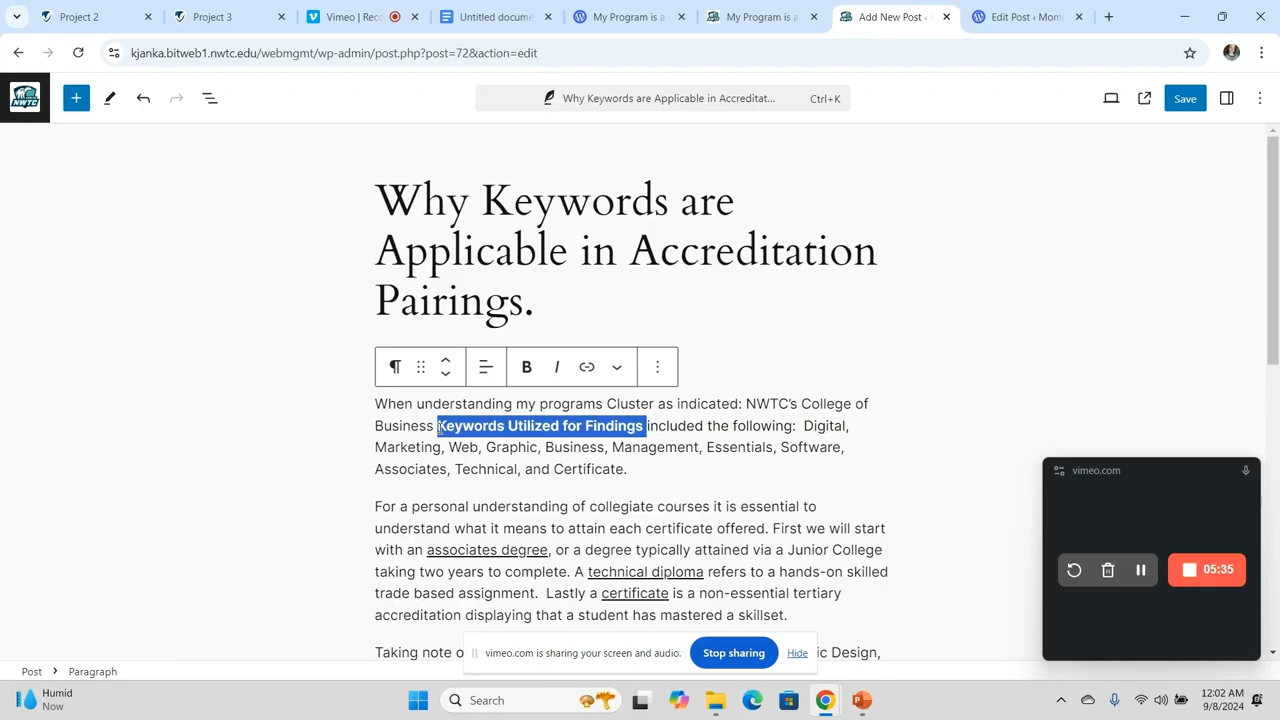 Project 2
Project 3
Vimeo | Rec
Untitled docume
My Program is a
My Program is a
Add New Post ‹
Edit Post ‹ Mom
kjanka.bitweb1.nwtc.edu/webmgmt/wp-admin/post.php?post=72&action=edit
NWTC
Why Keywords are Applicable in Accreditat... Ctrl+K
Save
Why Keywords are
Applicable in Accreditation
Pairings.
B I
When understanding my programs Cluster as indicated: NWTC's College of
Business Keywords Utilized for Findings included the following: Digital,
Marketing, Web, Graphic, Business, Management, Essentials, Software,
Associates, Technical, and Certificate.
For a personal understanding of collegiate courses it is essential to
understand what it means to attain each certificate offered. First we will start
with an associates degree, or a degree typically attained via a Junior College
taking two years to complete. A technical diploma refers to a hands-on skilled
trade based assignment. Lastly a certificate is a non-essential tertiary
accreditation displaying that a student has mastered a skillset.
Taking note o
ic Design,
vimeo.com
05:35
vimeo.com is sharing your screen and audio. Stop sharing Hide
Post Paragraph
Humid
Now
Search
12:02 AM
9/8/2024